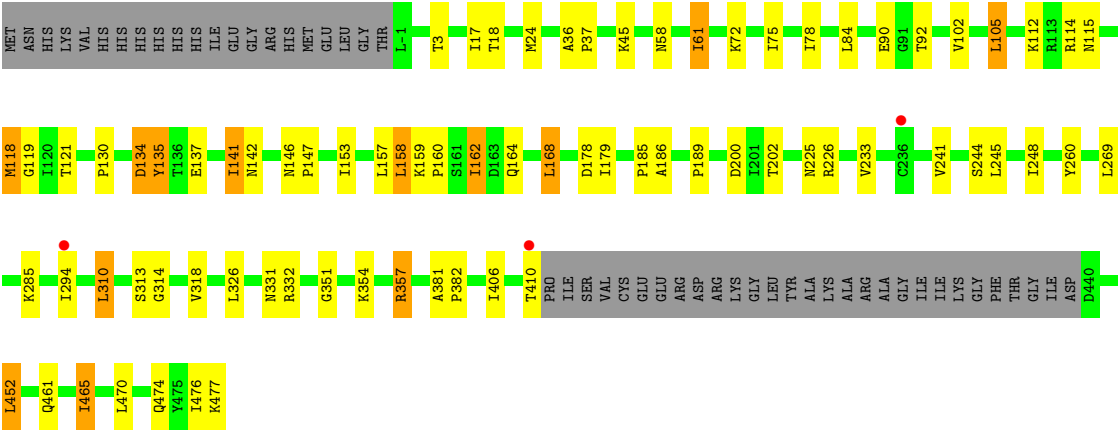 MET ASN HIS LYS VAL HIS HIS HIS HIS HIS HIS ILE GLU GLY ARG HIS MET GLU LEU GLY THR L-1 T3 I17 T18 M24 A36 P37 K45 N58 I61 K72 I75 I78 L84 E90 G91 T92 V102 L105 K112 R113 R114 N115
M118 G119 I120 T121 P130 D134 Y135 T136 E137 I141 N142 N146 P147 I153 L157 L158 K159 P160 S161 I162 D163 Q164 L168 D178 I179 P185 A186 P189 D200 I201 T202 N225 R226 V233 C236 V241 S244 L245 I248 Y260 L269
K285 I294 L310 S313 G314 V318 L326 N331 R332 G351 K354 R357 A381 P382 I406 T410 PRO ILE SER VAL CYS GLU GLU ARG ASP ARG LYS GLY LEU TYR ALA LYS ALA ARG ALA GLY ILE ILE LYS GLY PHE THR GLY ILE ASP D440
L452 Q461 I465 L470 Q474 Y475 I476 K477